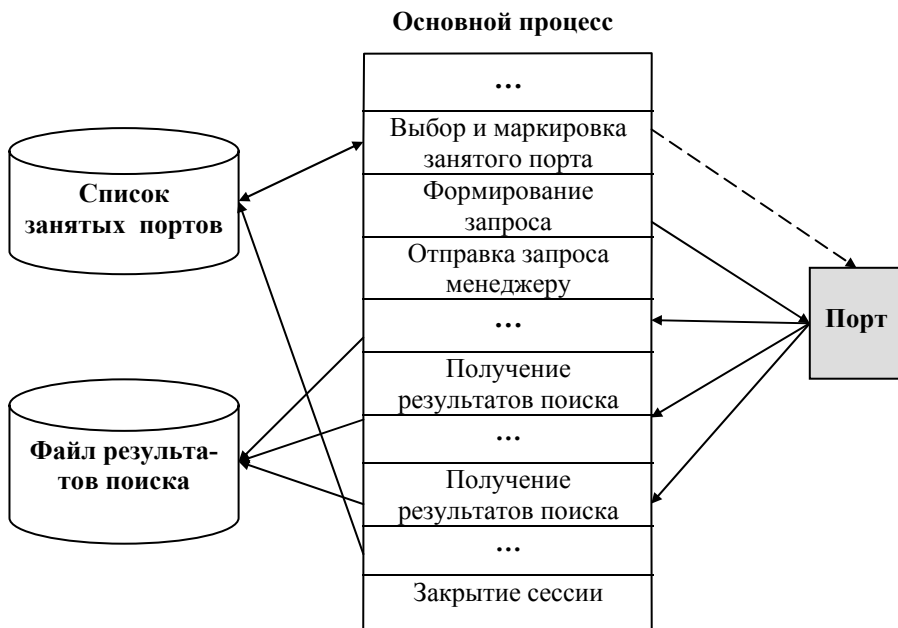 Основной процесс
...
Выбор и маркировка
занятого порта
Формирование
запроса
Отправка запроса
менеджеру
...
Получение
результатов поиска
...
Получение
результатов поиска
...
Закрытие сессии
Список
занятых портов
Файл результа-
тов поиска
Порт